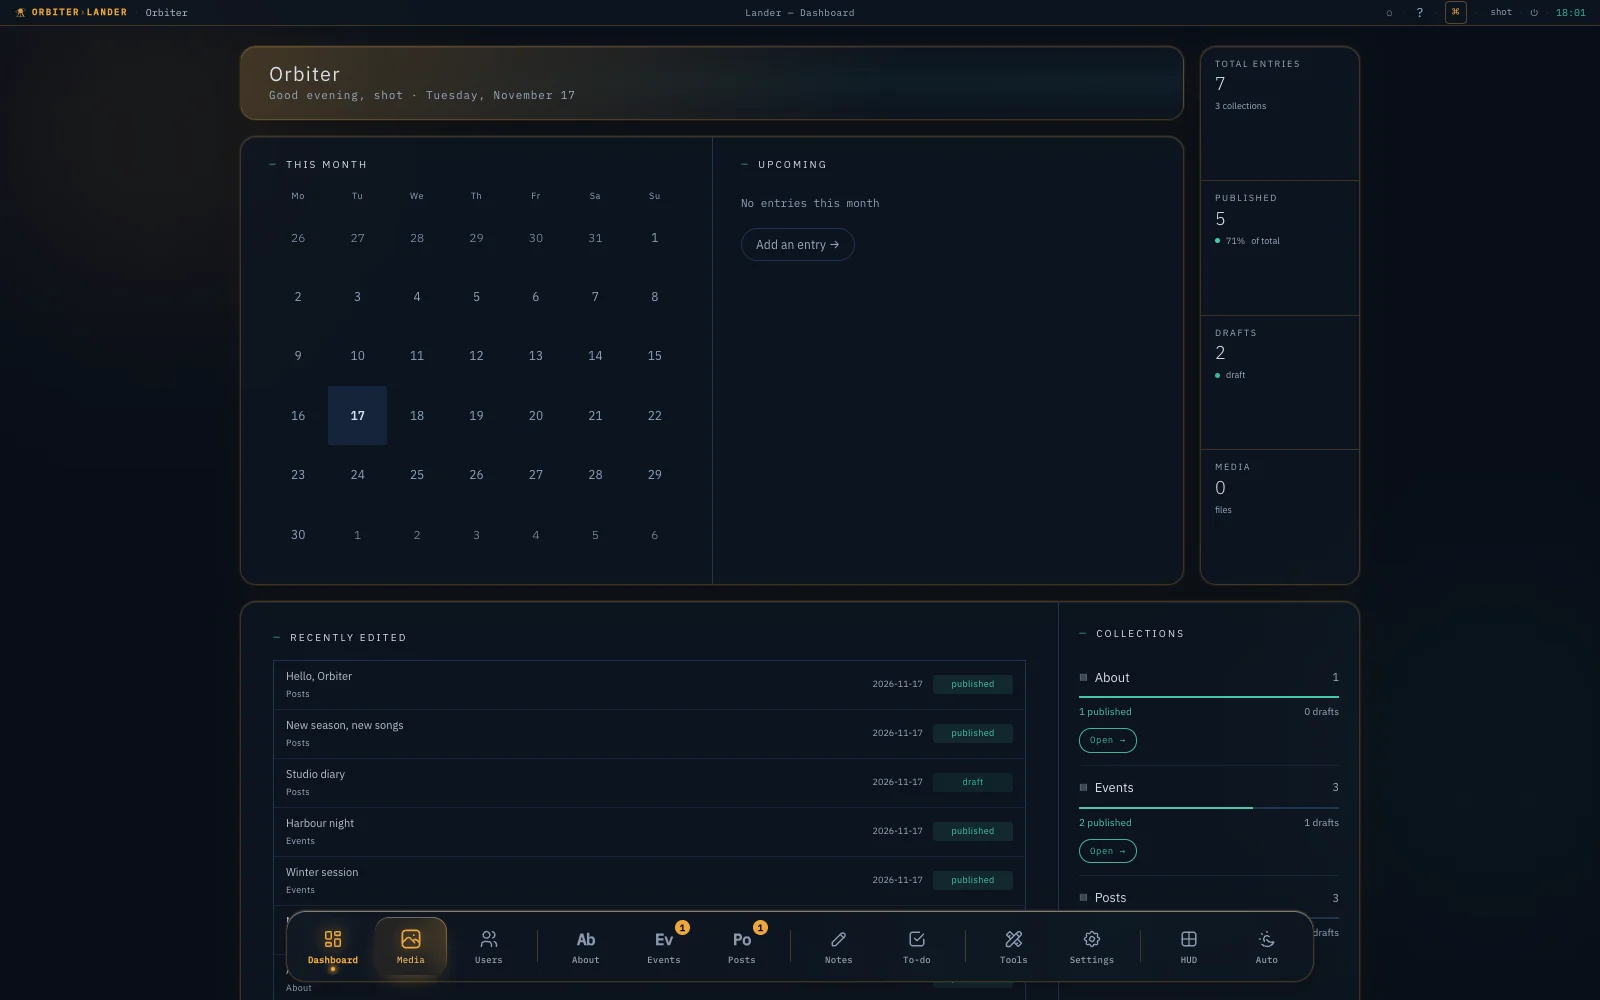 ORBITER›LANDER Orbiter
Lander — Dashboard
? ⌘ shot 18:01
Orbiter
Good evening, shot · Tuesday, November 17
THIS MONTH
Mo Tu We Th Fr Sa Su
26 27 28 29 30 31 1
2 3 4 5 6 7 8
9 10 11 12 13 14 15
16 17 18 19 20 21 22
23 24 25 26 27 28 29
30 1 2 3 4 5 6
UPCOMING
No entries this month
Add an entry →
TOTAL ENTRIES
7
3 collections
PUBLISHED
5
71% of total
DRAFTS
2
draft
MEDIA
0
files
RECENTLY EDITED
Hello, Orbiter
Posts
2026-11-17 published
New season, new songs
Posts
2026-11-17 published
Studio diary
Posts
2026-11-17 draft
Harbour night
Events
2026-11-17 published
Winter session
Events
2026-11-17 published
About
COLLECTIONS
About 1
1 published 0 drafts
Open →
Events 3
2 published 1 drafts
Open →
Posts 3
drafts
Dashboard
Media
Users
Ab
About
Ev 1
Events
Po 1
Posts
Notes
To-do
Tools
Settings
HUD
Auto